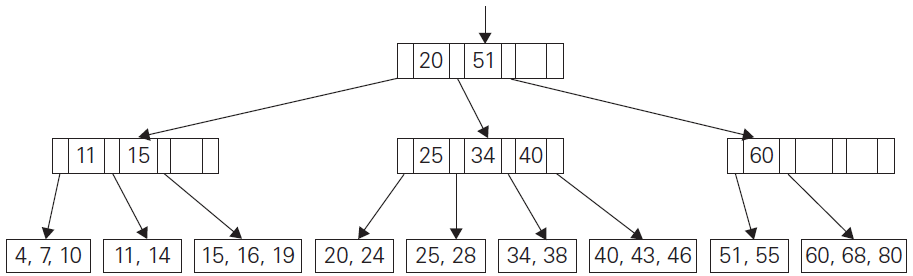 20 51
11 15
25 34 40
60
4, 7, 10
11, 14
15, 16, 19
20, 24
25, 28
34, 38
40, 43, 46
51, 55
60, 68, 80